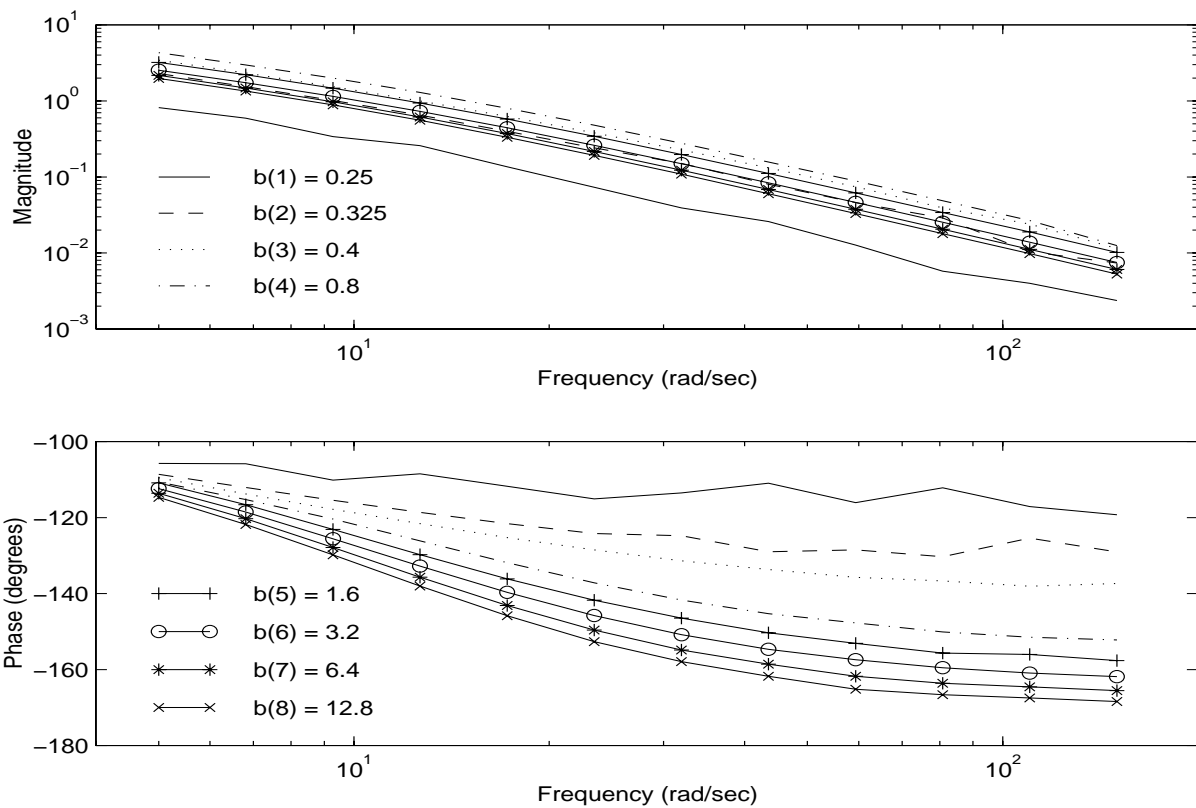 10^1
10^0
10^−1
10^−2
10^−3
Magnitude
b(1) = 0.25
b(2) = 0.325
b(3) = 0.4
b(4) = 0.8
10^1
10^2
Frequency (rad/sec)
−100
−120
−140
−160
−180
Phase (degrees)
b(5) = 1.6
b(6) = 3.2
b(7) = 6.4
b(8) = 12.8
10^1
10^2
Frequency (rad/sec)